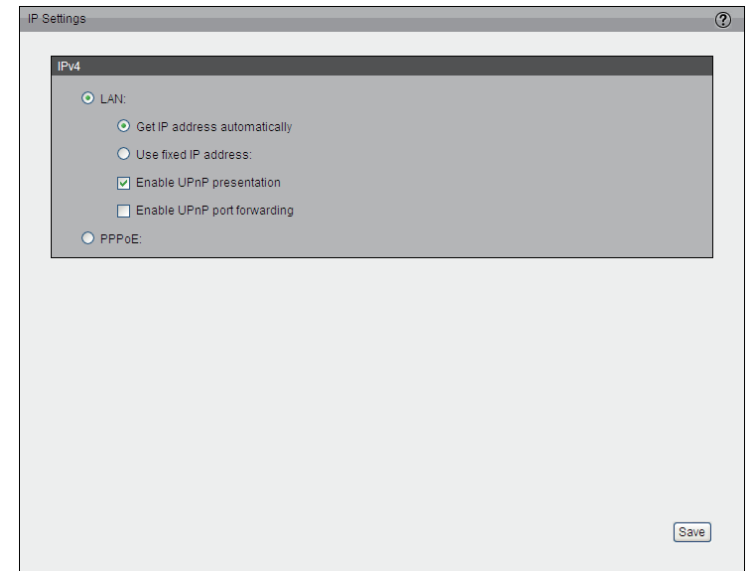 IP Settings
?
IPv4
LAN:
Get IP address automatically
Use fixed IP address:
Enable UPnP presentation
Enable UPnP port forwarding
PPPoE:
Save